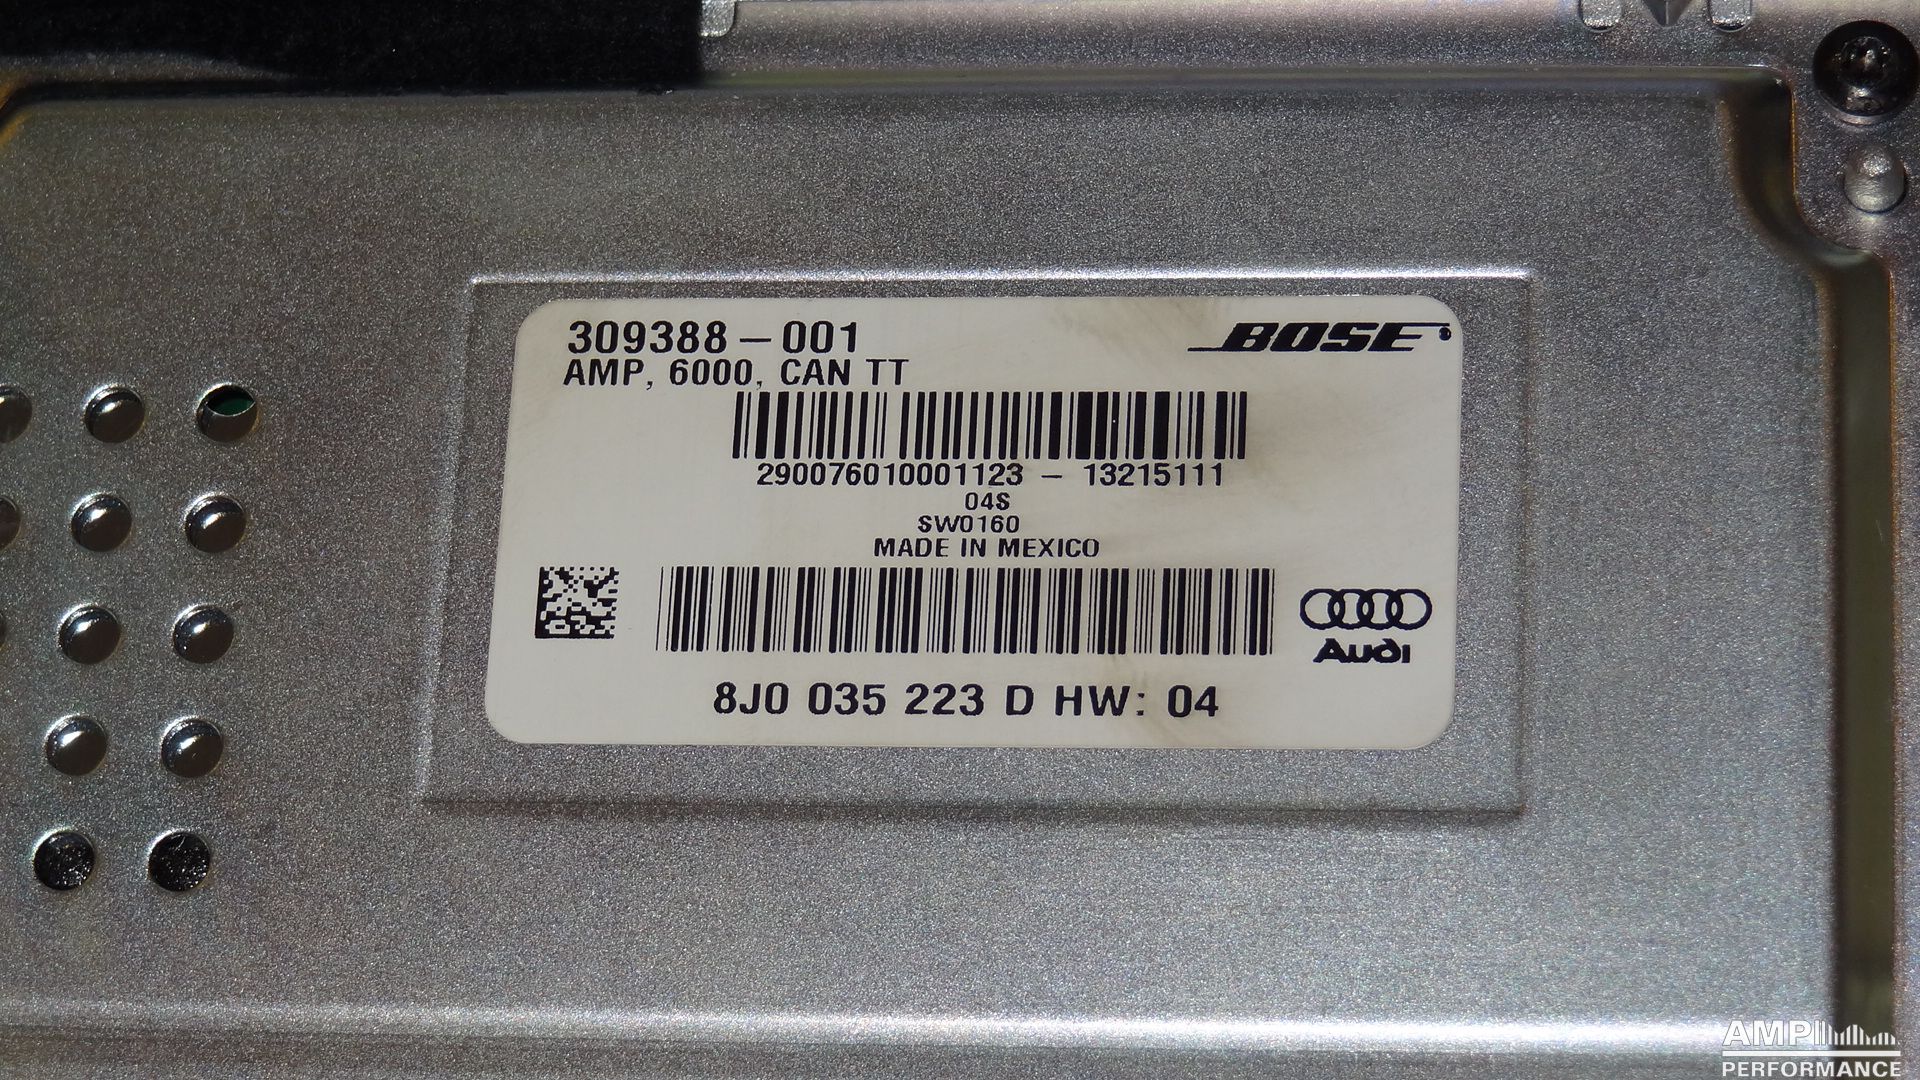 309388-001
BOSE
AMP, 6000, CAN TT
290076010001123 - 13215111
04S
SW0160
MADE IN MEXICO
Audi
8J0 035 223 D HW: 04
AMP
PERFORMANCE